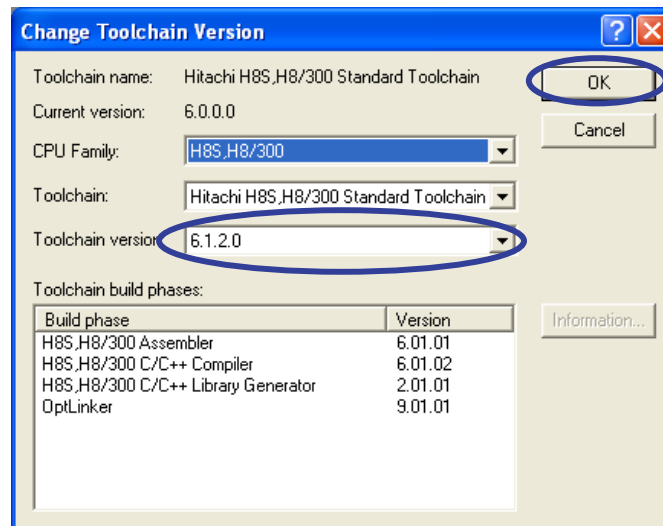 Change Toolchain Version
Toolchain name: Hitachi H8S,H8/300 Standard Toolchain
OK
Current version: 6.0.0.0
Cancel
CPU Family: H8S,H8/300
Toolchain: Hitachi H8S,H8/300 Standard Toolchain
Toolchain version 6.1.2.0
Toolchain build phases:
Build phase Version
Information...
H8S,H8/300 Assembler 6.01.01
H8S,H8/300 C/C++ Compiler 6.01.02
H8S,H8/300 C/C++ Library Generator 2.01.01
OptLinker 9.01.01